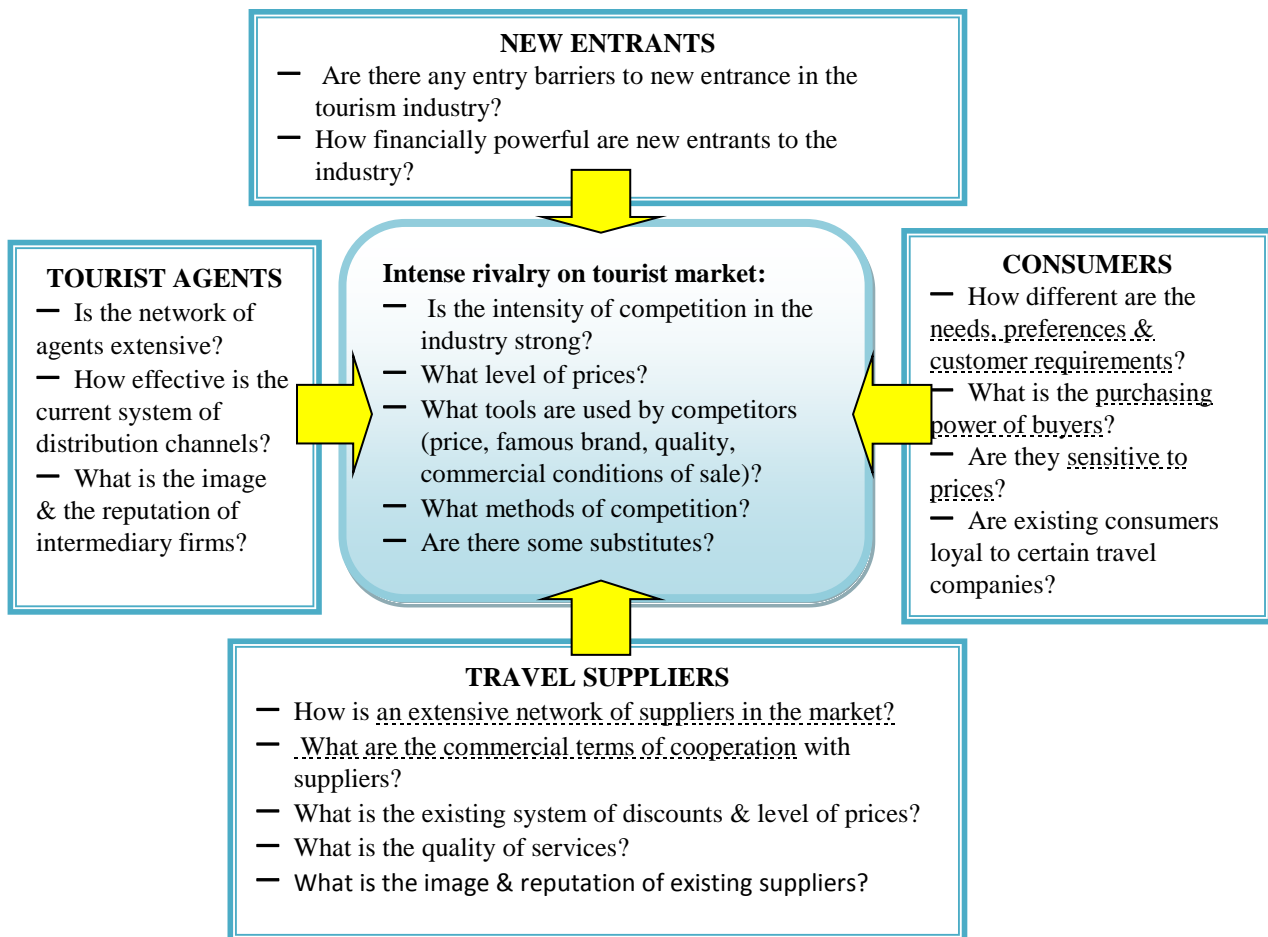 NEW ENTRANTS
— Are there any entry barriers to new entrance in the
tourism industry?
— How financially powerful are new entrants to the
industry?
TOURIST AGENTS
— Is the network of
agents extensive?
— How effective is the
current system of
distribution channels?
— What is the image
& the reputation of
intermediary firms?
Intense rivalry on tourist market:
— Is the intensity of competition in the
industry strong?
— What level of prices?
— What tools are used by competitors
(price, famous brand, quality,
commercial conditions of sale)?
— What methods of competition?
— Are there some substitutes?
CONSUMERS
— How different are the
needs, preferences &
customer requirements?
— What is the purchasing
power of buyers?
— Are they sensitive to
prices?
— Are existing consumers
loyal to certain travel
companies?
TRAVEL SUPPLIERS
— How is an extensive network of suppliers in the market?
— What are the commercial terms of cooperation with
suppliers?
— What is the existing system of discounts & level of prices?
— What is the quality of services?
— What is the image & reputation of existing suppliers?